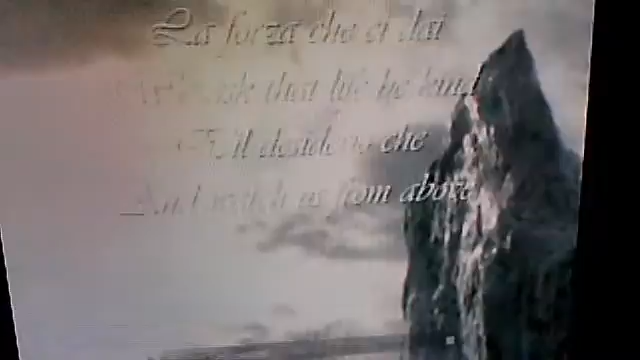 La forza che ci dai
We ask that life be kind
E'il desiderio che
And watch us from above